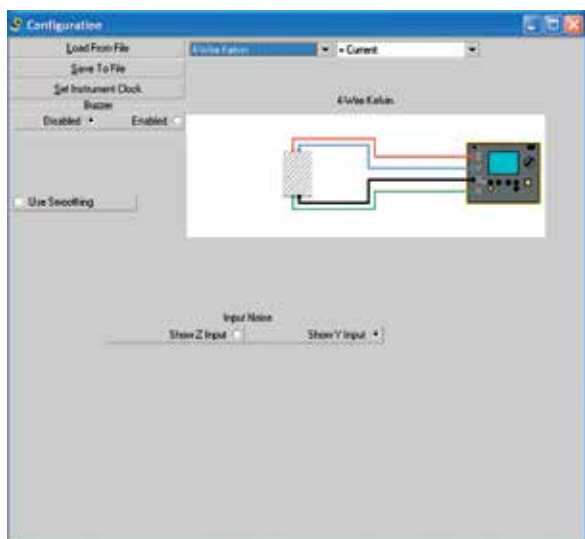 Configuration
Load From File
4-Wire Kelvin
+ Current
Save To File
Set Instrument Clock
Buzzer
4-Wire Kelvin
Disabled
Enabled
Use Smoothing
Input Noise
Show Z Input
Show Y Input